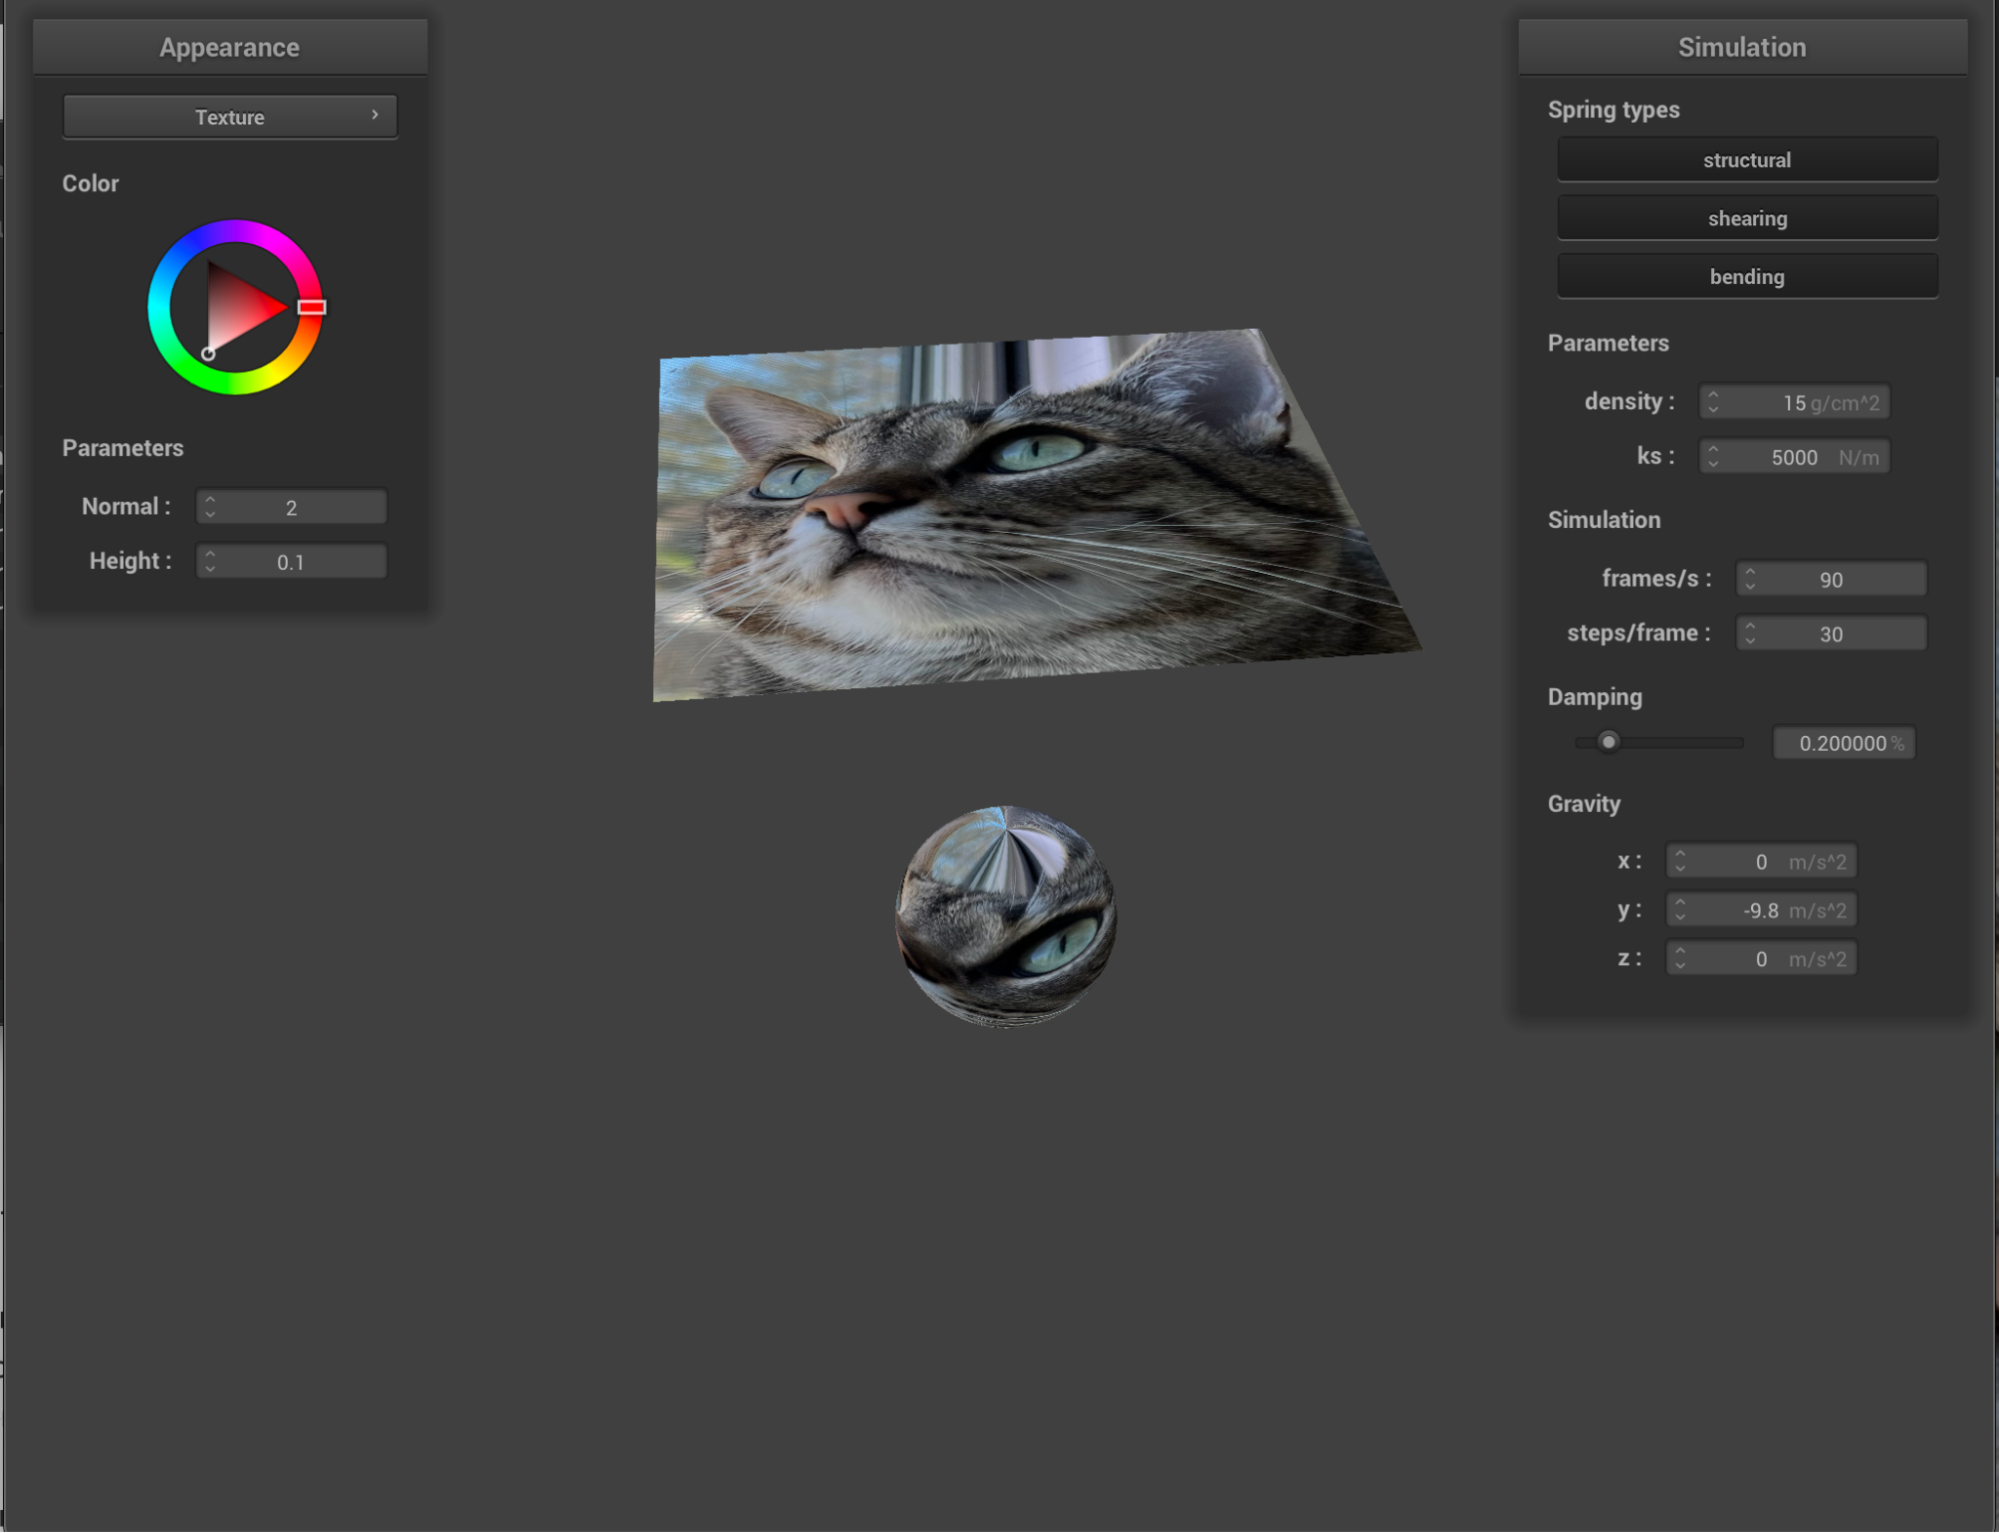 Appearance
Texture
Color
Parameters
Normal : 2
Height : 0.1
Simulation
Spring types
structural
shearing
bending
Parameters
density : 15 g/cm^2
ks : 5000 N/m
Simulation
frames/s : 90
steps/frame : 30
Damping
0.200000 %
Gravity
x : 0 m/s^2
y : -9.8 m/s^2
z : 0 m/s^2